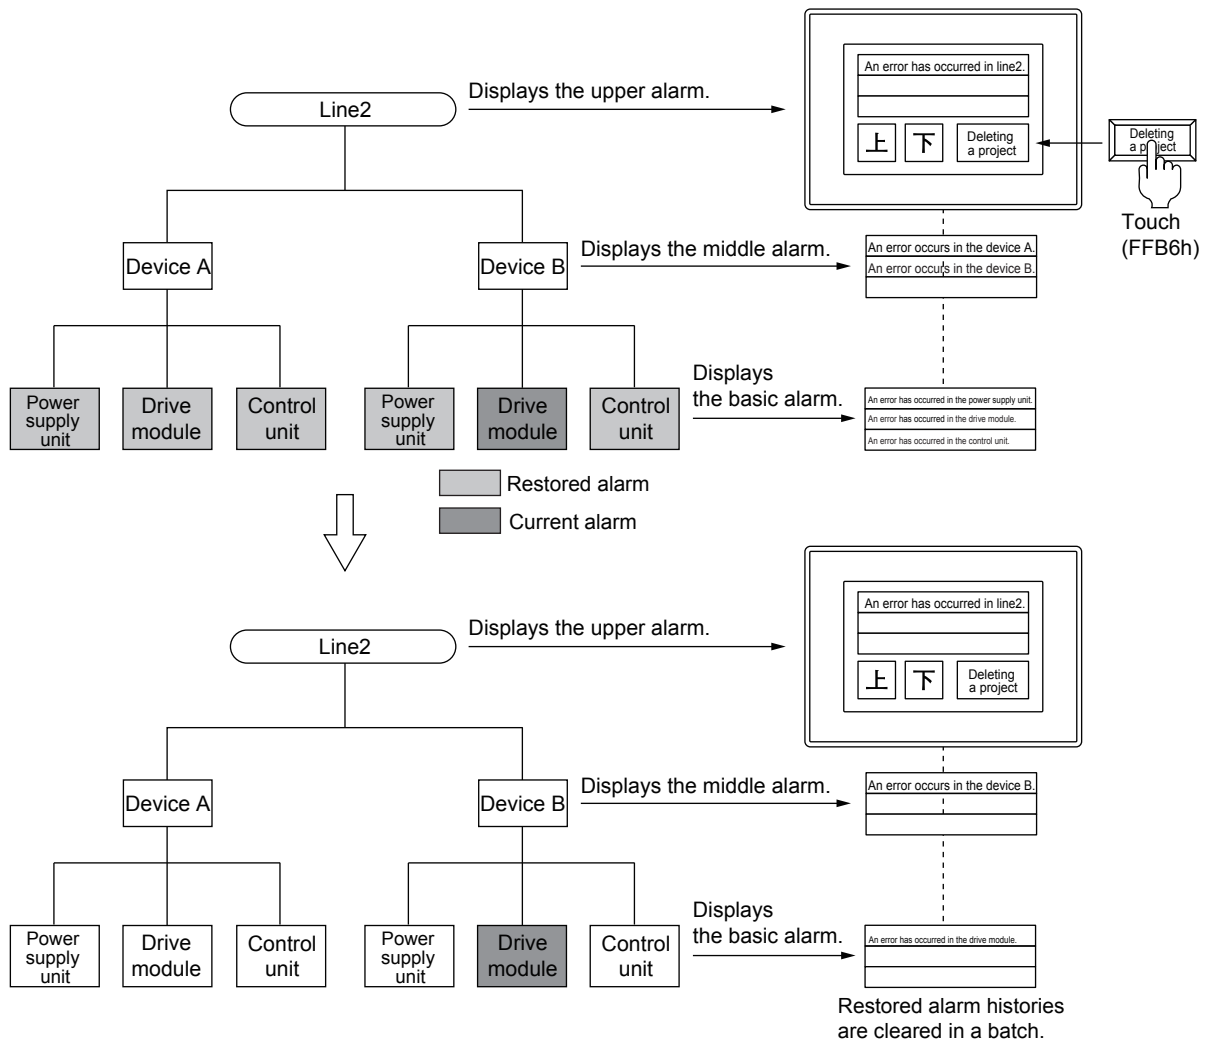 An error has occurred in line2.
Displays the upper alarm.
Line2
上 下 Deleting
a project
Deleting
a project
Touch
(FFB6h)
Displays the middle alarm.
Device A
Device B
An error occurs in the device A.
An error occurs in the device B.
Displays
the basic alarm.
Power
supply
unit
Drive
module
Control
unit
Power
supply
unit
Drive
module
Control
unit
An error has occurred in the power supply unit.
An error has occurred in the drive module.
An error has occurred in the control unit.
Restored alarm
Current alarm
An error has occurred in line2.
Displays the upper alarm.
Line2
上 下 Deleting
a project
Displays the middle alarm.
Device A
Device B
An error occurs in the device B.
Displays
the basic alarm.
Power
supply
unit
Drive
module
Control
unit
Power
supply
unit
Drive
module
Control
unit
An error has occurred in the drive module.
Restored alarm histories
are cleared in a batch.